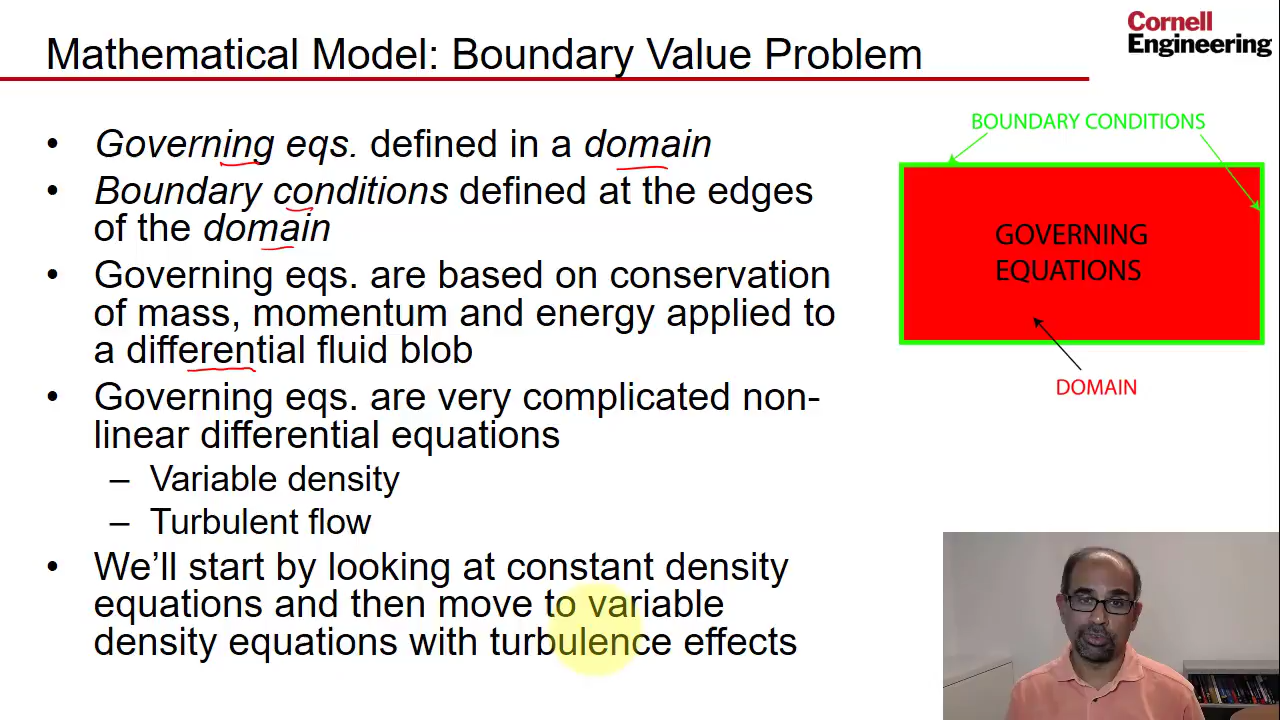 Mathematical Model: Boundary Value Problem
Cornell
Engineering
• Governing eqs. defined in a domain
• Boundary conditions defined at the edges
of the domain
• Governing eqs. are based on conservation
of mass, momentum and energy applied to
a differential fluid blob
• Governing eqs. are very complicated non-
linear differential equations
– Variable density
– Turbulent flow
• We’ll start by looking at constant density
equations and then move to variable
density equations with turbulence effects
BOUNDARY CONDITIONS
GOVERNING
EQUATIONS
DOMAIN